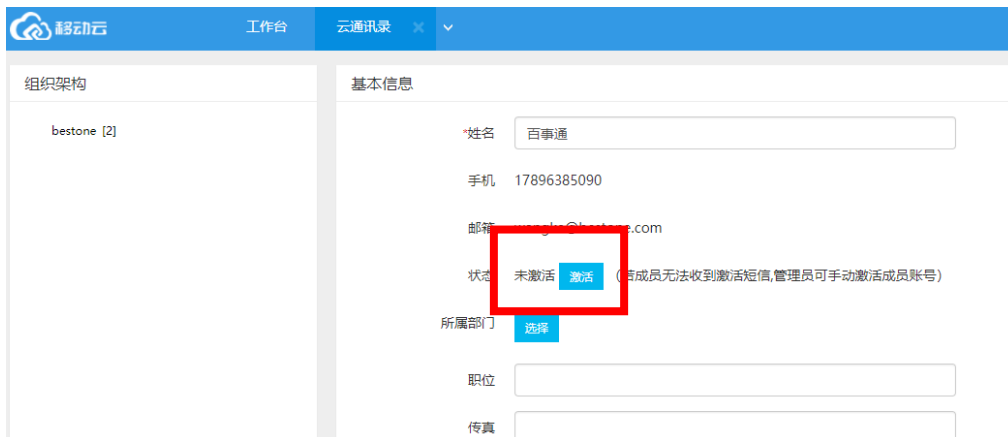 移动云 工作台 云通讯录
组织架构
bestone [2]
基本信息
*姓名 百事通
手机 17896385090
邮箱
状态 未激活 激活 (若成员无法收到激活短信,管理员可手动激活成员账号)
所属部门 选择
职位
传真